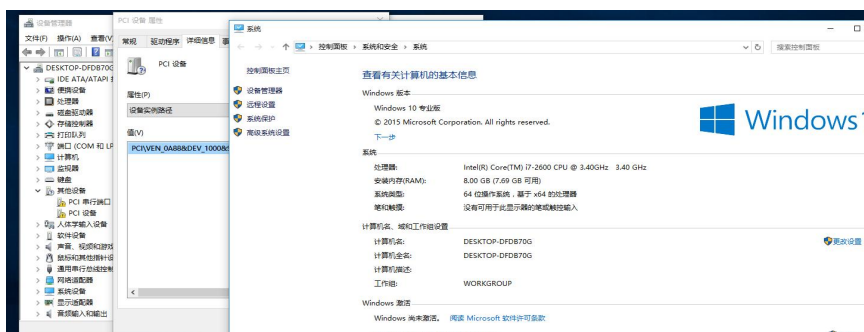 设备管理器
文件(F) 操作(A) 查看(V
DESKTOP-DFDB70G
IDE ATA/ATAPI
便携设备
处理器
磁盘驱动器
存储控制器
打印队列
端口 (COM 和 LP
计算机
监视器
键盘
其他设备
PCI 串行端口
PCI 设备
人体学输入设备
软件设备
声音、视频和游戏
鼠标和其他指针设
通用串行总线控制
网络适配器
系统设备
显示适配器
音频输入和输出
PCI 设备 属性
常规 驱动程序 详细信息
PCI 设备
属性(P)
设备实例路径
值(V)
PCI\VEN_0A88&DEV_1000&
系统
控制面板 › 系统和安全 › 系统
搜索控制面板
控制面板主页
设备管理器
远程设置
系统保护
高级系统设置
查看有关计算机的基本信息
Windows 版本
Windows 10 专业版
© 2015 Microsoft Corporation. All rights reserved.
下一步
Windows
系统
处理器: Intel(R) Core(TM) i7-2600 CPU @ 3.40GHz 3.40 GHz
安装内存(RAM): 8.00 GB (7.69 GB 可用)
系统类型: 64 位操作系统，基于 x64 的处理器
笔和触摸: 没有可用于此显示器的笔或触控输入
计算机名、域和工作组设置
计算机名: DESKTOP-DFDB70G
更改设置
计算机全名: DESKTOP-DFDB70G
计算机描述:
工作组: WORKGROUP
Windows 激活
Windows 尚未激活。 阅读 Microsoft 软件许可条款